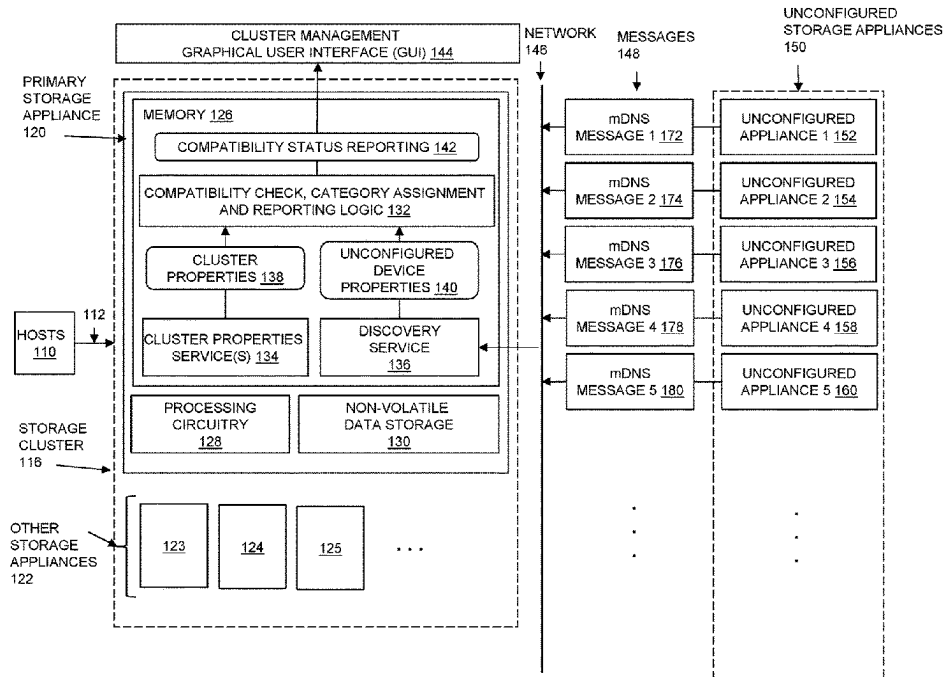 CLUSTER MANAGEMENT
GRAPHICAL USER INTERFACE (GUI) 144
NETWORK
146
MESSAGES
148
UNCONFIGURED
STORAGE APPLIANCES
150
PRIMARY
STORAGE
APPLIANCE
120
MEMORY 126
COMPATIBILITY STATUS REPORTING 142
COMPATIBILITY CHECK, CATEGORY ASSIGNMENT
AND REPORTING LOGIC 132
CLUSTER
PROPERTIES 138
UNCONFIGURED
DEVICE
PROPERTIES
140
CLUSTER PROPERTIES
SERVICE(S) 134
DISCOVERY
SERVICE
136
HOSTS
110
112
PROCESSING
CIRCUITRY
128
NON-VOLATILE
DATA STORAGE
130
STORAGE
CLUSTER
116
OTHER
STORAGE
APPLIANCES
122
123
124
125
. . .
mDNS
MESSAGE 1 172
UNCONFIGURED
APPLIANCE 1 152
mDNS
MESSAGE 2 174
UNCONFIGURED
APPLIANCE 2 154
mDNS
MESSAGE 3 176
UNCONFIGURED
APPLIANCE 3 156
mDNS
MESSAGE 4 178
UNCONFIGURED
APPLIANCE 4 158
mDNS
MESSAGE 5 180
UNCONFIGURED
APPLIANCE 5 160